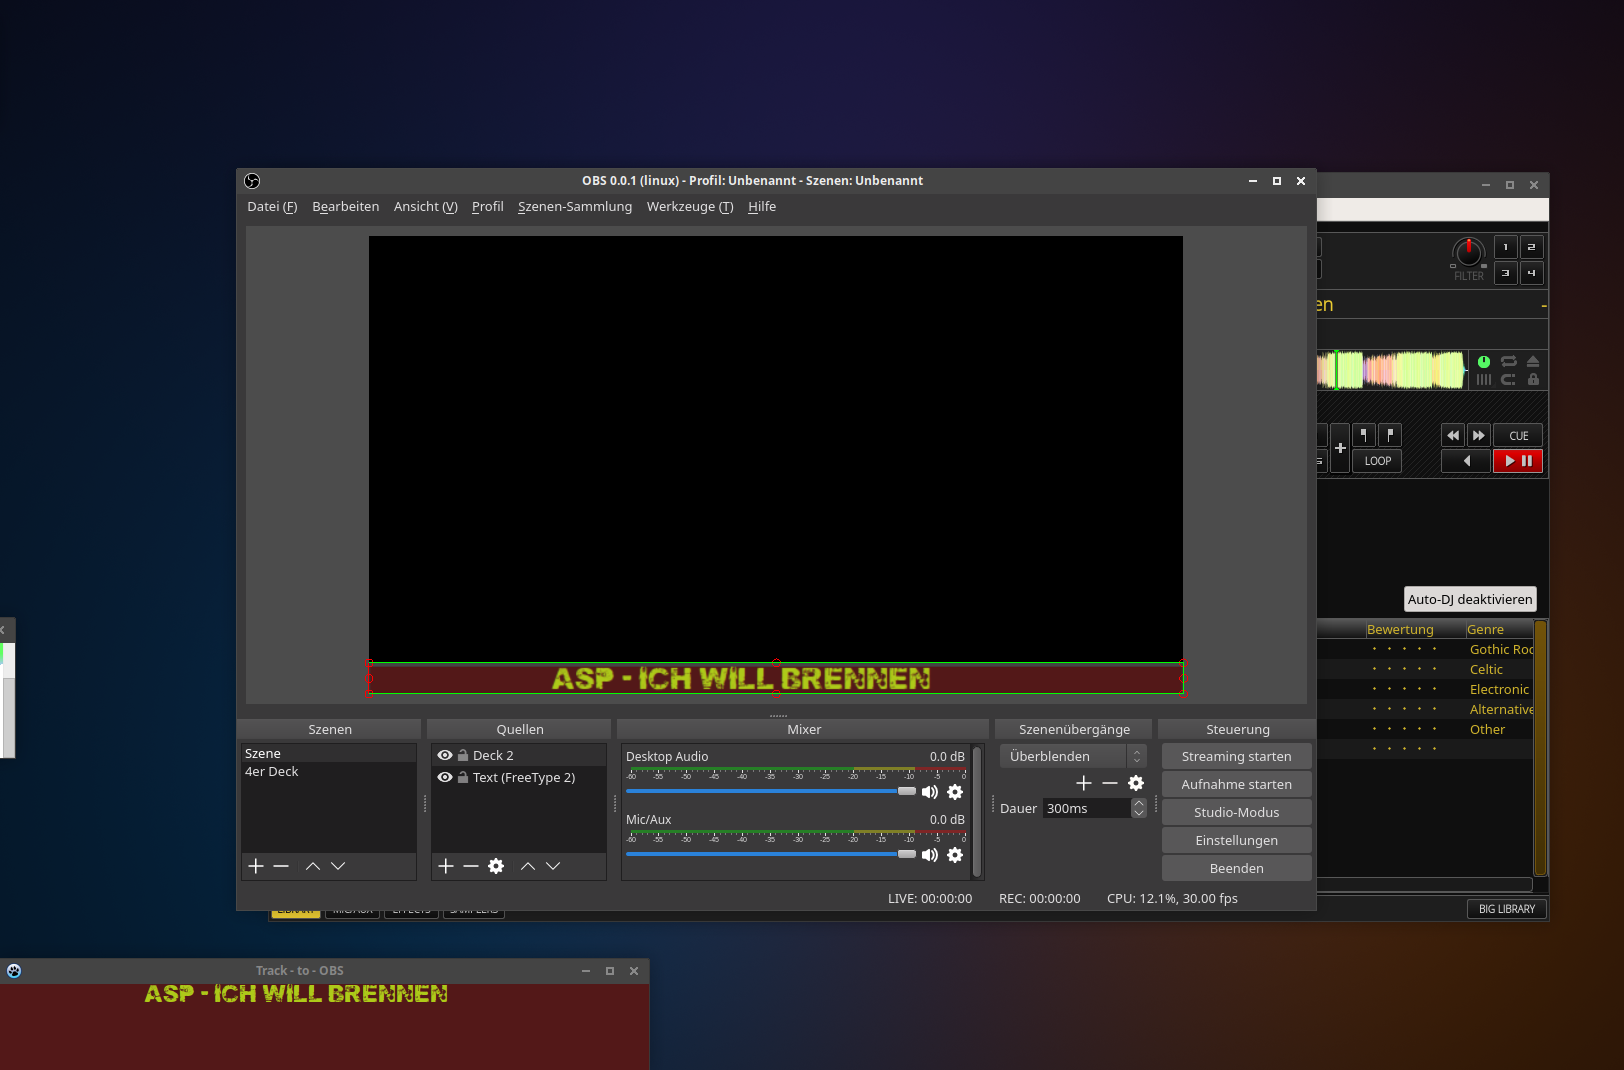 OBS 0.0.1 (linux) - Profil: Unbenannt - Szenen: Unbenannt
Datei (F) Bearbeiten Ansicht (V) Profil Szenen-Sammlung Werkzeuge (T) Hilfe
FILTER
1 2
3 4
en -
CUE
LOOP
Auto-DJ deaktivieren
Bewertung Genre
Gothic Roc
Celtic
Electronic
Alternative
Other
ASP - ICH WILL BRENNEN
Szenen
Szene
4er Deck
Quellen
Deck 2
Text (FreeType 2)
Mixer
Desktop Audio 0.0 dB
-60 -55 -50 -45 -40 -35 -30 -25 -20 -15 -10 -5 0
Mic/Aux 0.0 dB
-60 -55 -50 -45 -40 -35 -30 -25 -20 -15 -10 -5 0
Szenenübergänge
Überblenden
Dauer 300ms
Steuerung
Streaming starten
Aufnahme starten
Studio-Modus
Einstellungen
Beenden
LIVE: 00:00:00 REC: 00:00:00 CPU: 12.1%, 30.00 fps
LIBRARY MIC/AUX EFFECTS SAMPLERS BIG LIBRARY
Track - to - OBS
ASP - ICH WILL BRENNEN